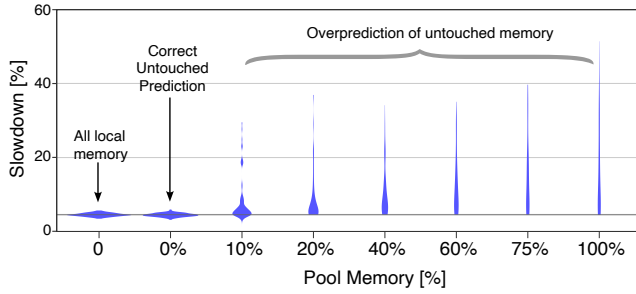 60
40
20
0
Slowdown [%]
All local
memory
Correct
Untouched
Prediction
Overprediction of untouched memory
0
0%
10%
20%
40%
60%
75%
100%
Pool Memory [%]